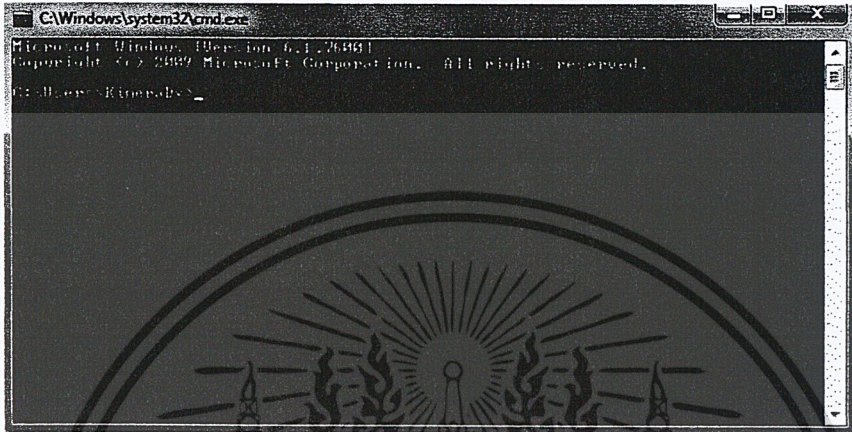 C:\Windows\system32\cmd.exe
Microsoft Windows [Version 6.1.7600]
Copyright (c) 2009 Microsoft Corporation.  All rights reserved.
C:\Users\